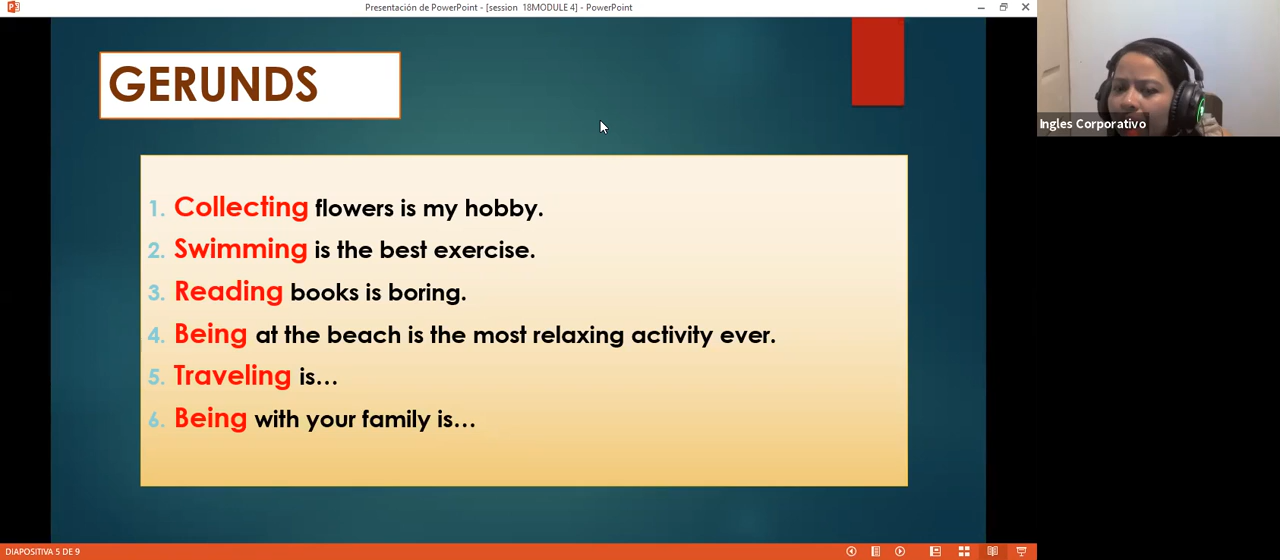 Presentación de PowerPoint - [session 18MODULE 4] - PowerPoint
GERUNDS
Ingles Corporativo
1. Collecting flowers is my hobby.
2. Swimming is the best exercise.
3. Reading books is boring.
4. Being at the beach is the most relaxing activity ever.
5. Traveling is...
6. Being with your family is...
DIAPOSITIVA 5 DE 9